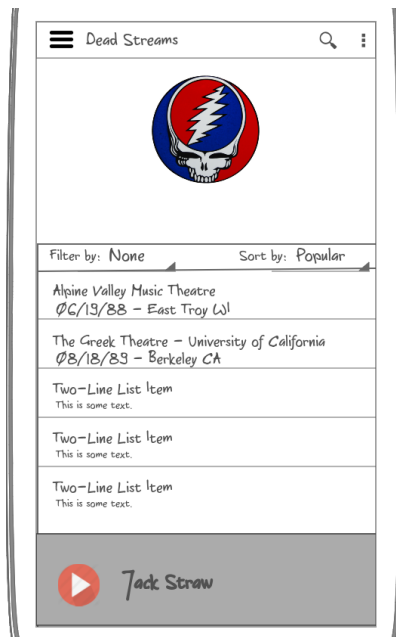 Dead Streams
Filter by: None Sort by: Popular
Alpine Valley Music Theatre
06/19/88 - East Troy WI
The Greek Theatre - University of California
08/18/89 - Berkeley CA
Two-Line List Item
This is some text.
Two-Line List Item
This is some text.
Two-Line List Item
This is some text.
Jack Straw